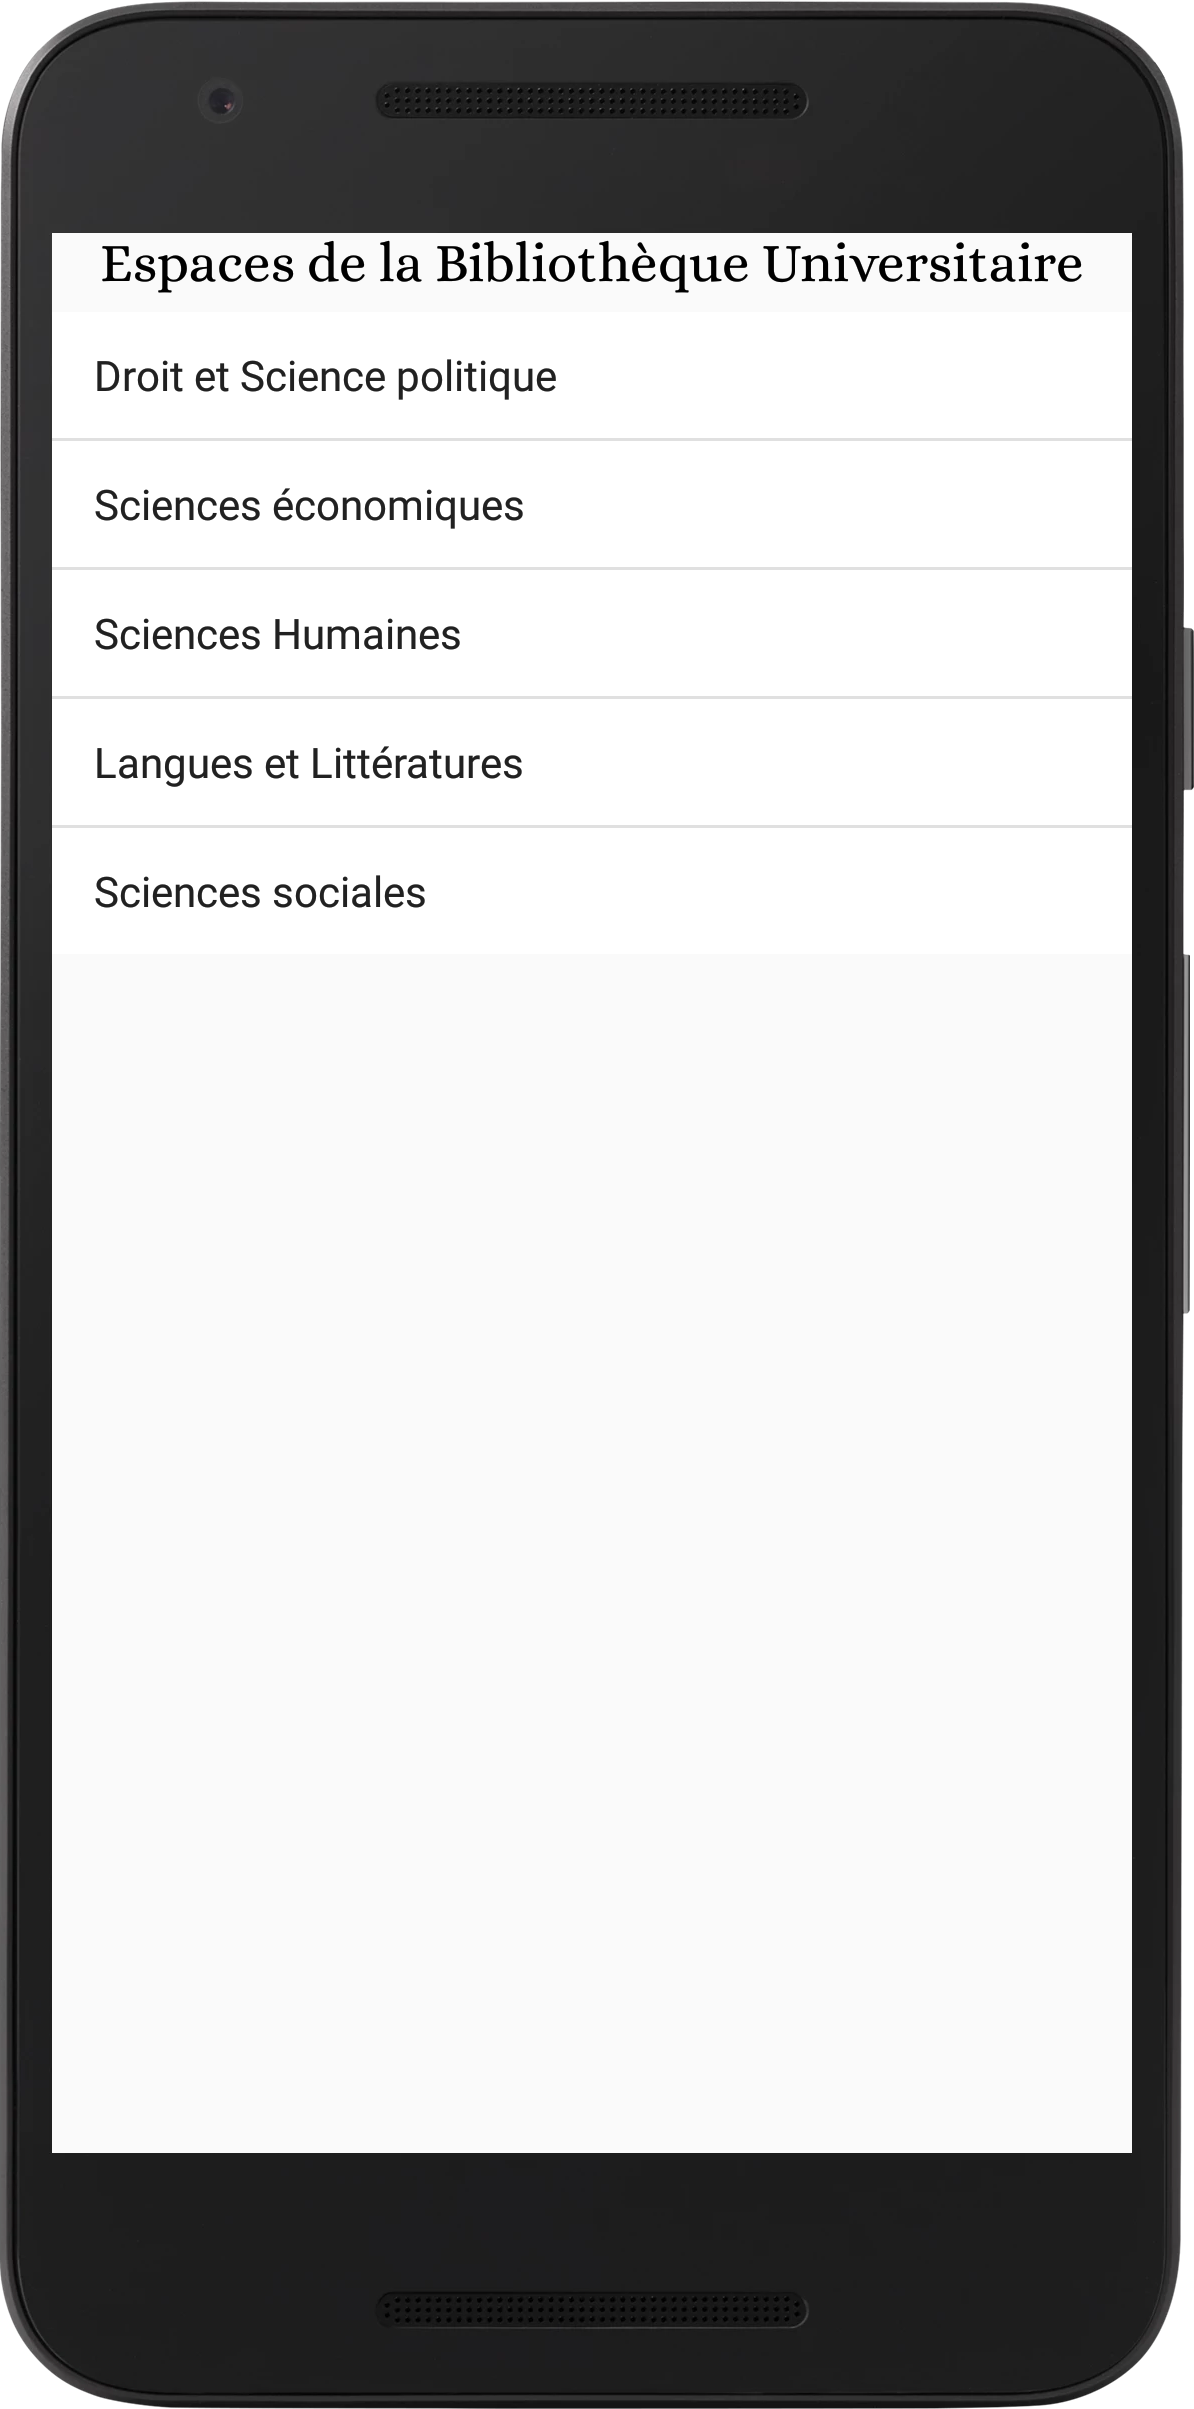 Espaces de la Bibliothèque Universitaire
Droit et Science politique
Sciences économiques
Sciences Humaines
Langues et Littératures
Sciences sociales